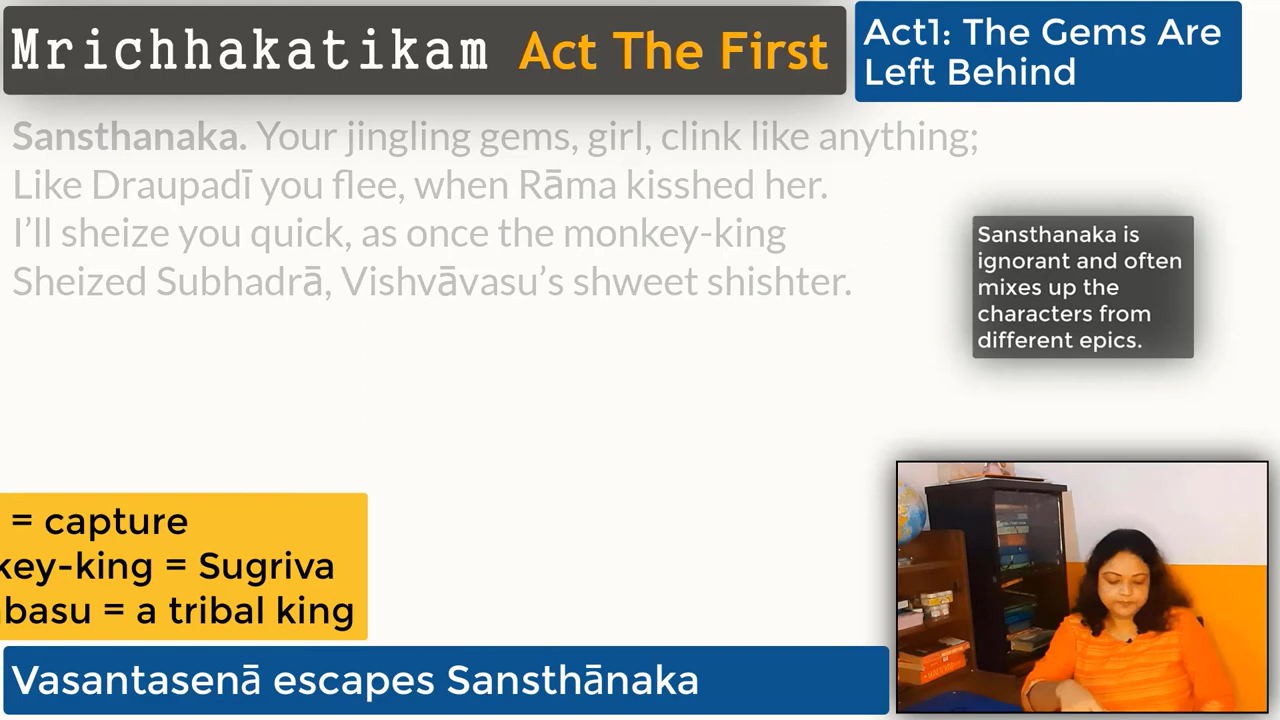 Mrichhakatikam Act The First
Act1: The Gems Are
Left Behind
Sansthanaka. Your jingling gems, girl, clink like anything;
Like Draupadī you flee, when Rāma kisshed her.
I’ll sheize you quick, as once the monkey-king
Sheized Subhadrā, Vishvāvasu’s shweet shishter.
Sansthanaka is
ignorant and often
mixes up the
characters from
different epics.
= capture
key-king = Sugriva
abasu = a tribal king
Vasantasenā escapes Sansthānaka